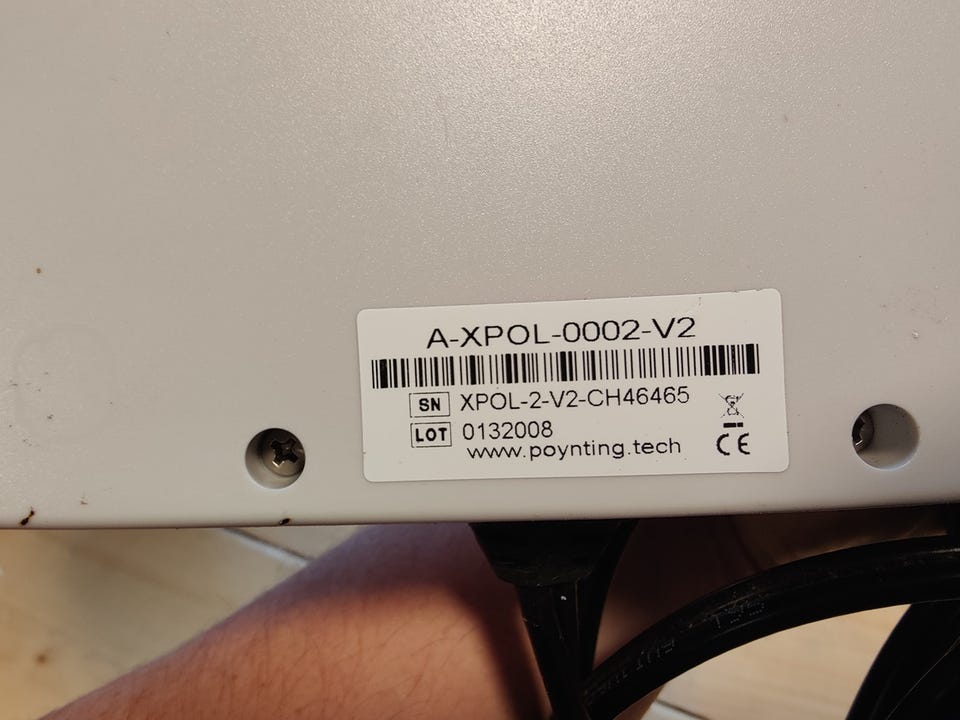 A-XPOL-0002-V2
SN XPOL-2-V2-CH46465
LOT 0132008
www.poynting.tech
CE